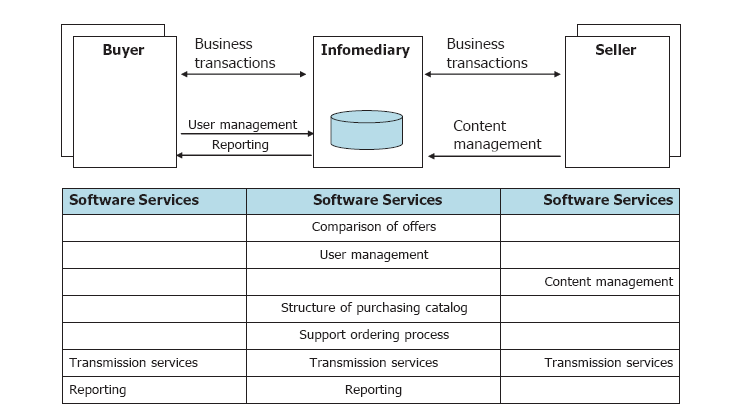 Buyer
Business
transactions
Infomediary
Business
transactions
Seller
User management
Reporting
Content
management
Software Services Software Services Software Services
Comparison of offers
User management
Content management
Structure of purchasing catalog
Support ordering process
Transmission services Transmission services Transmission services
Reporting Reporting